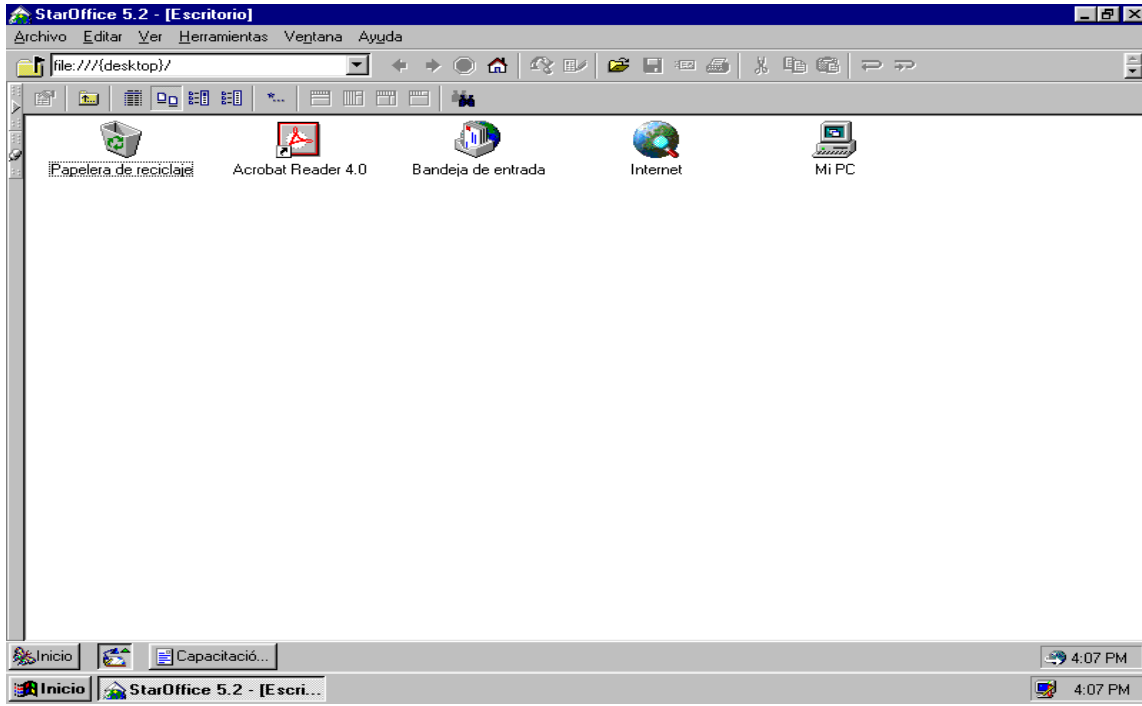 StarOffice 5.2 - [Escritorio]
Archivo Editar Ver Herramientas Ventana Ayuda
file:///{desktop}/
Papelera de reciclaje Acrobat Reader 4.0 Bandeja de entrada Internet Mi PC
Inicio Capacitació... 4:07 PM
Inicio StarOffice 5.2 - [Escri... 4:07 PM